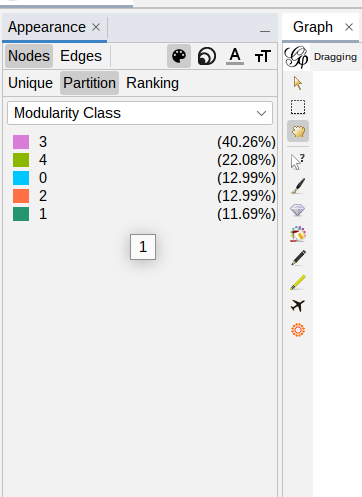 Appearance × Graph ×
Nodes Edges A TT Dragging
Unique Partition Ranking
Modularity Class
3 (40.26%)
4 (22.08%)
0 (12.99%)
2 (12.99%)
1 (11.69%)
1